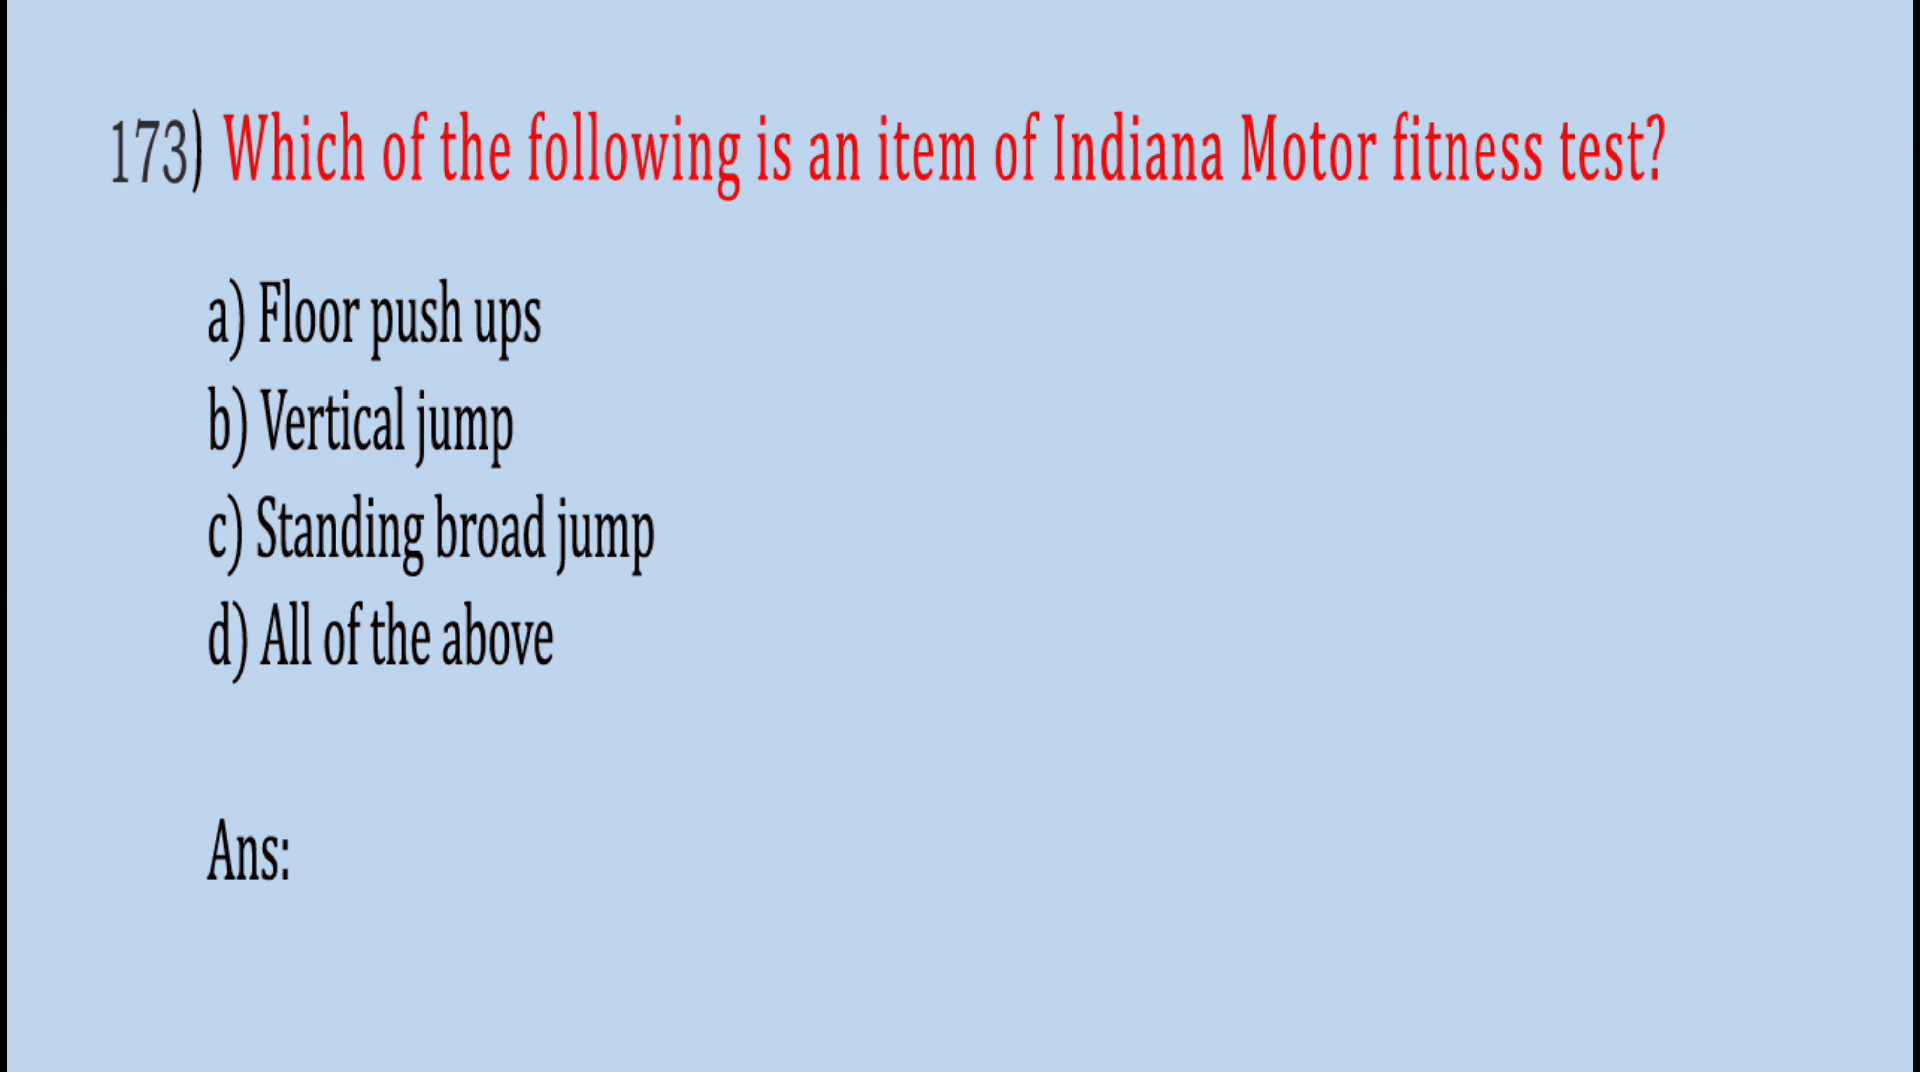 173) Which of the following is an item of Indiana Motor fitness test?
a) Floor push ups
b) Vertical jump
c) Standing broad jump
d) All of the above
Ans: